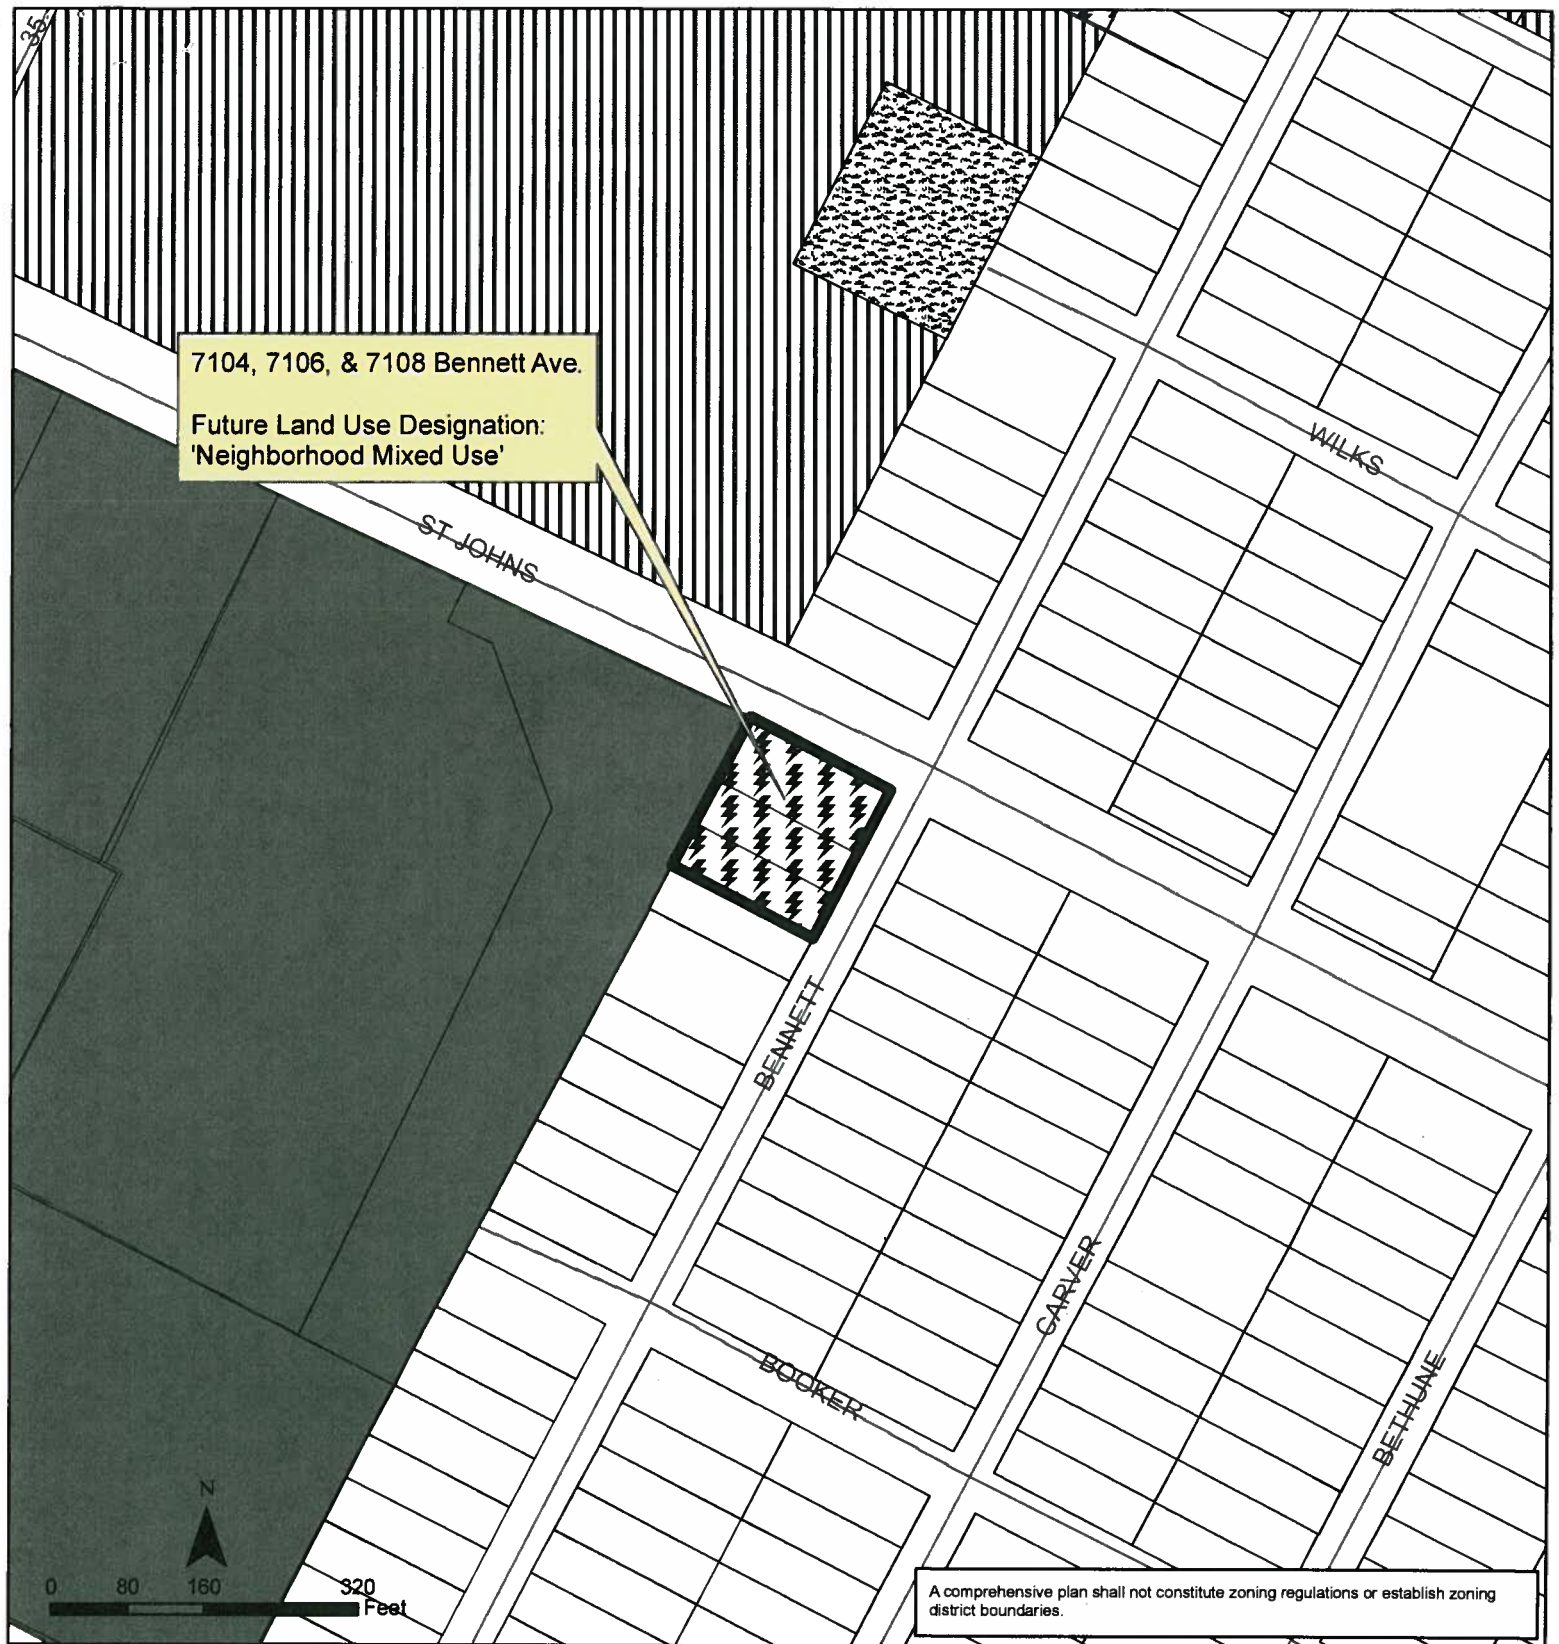 35
7104, 7106, & 7108 Bennett Ave.
Future Land Use Designation:
'Neighborhood Mixed Use'
WILKS
ST JOHNS
BENNETT
CARVER
BOOKER
BETHUNE
N
0 80 160 320
Feet
A comprehensive plan shall not constitute zoning regulations or establish zoning
district boundaries.